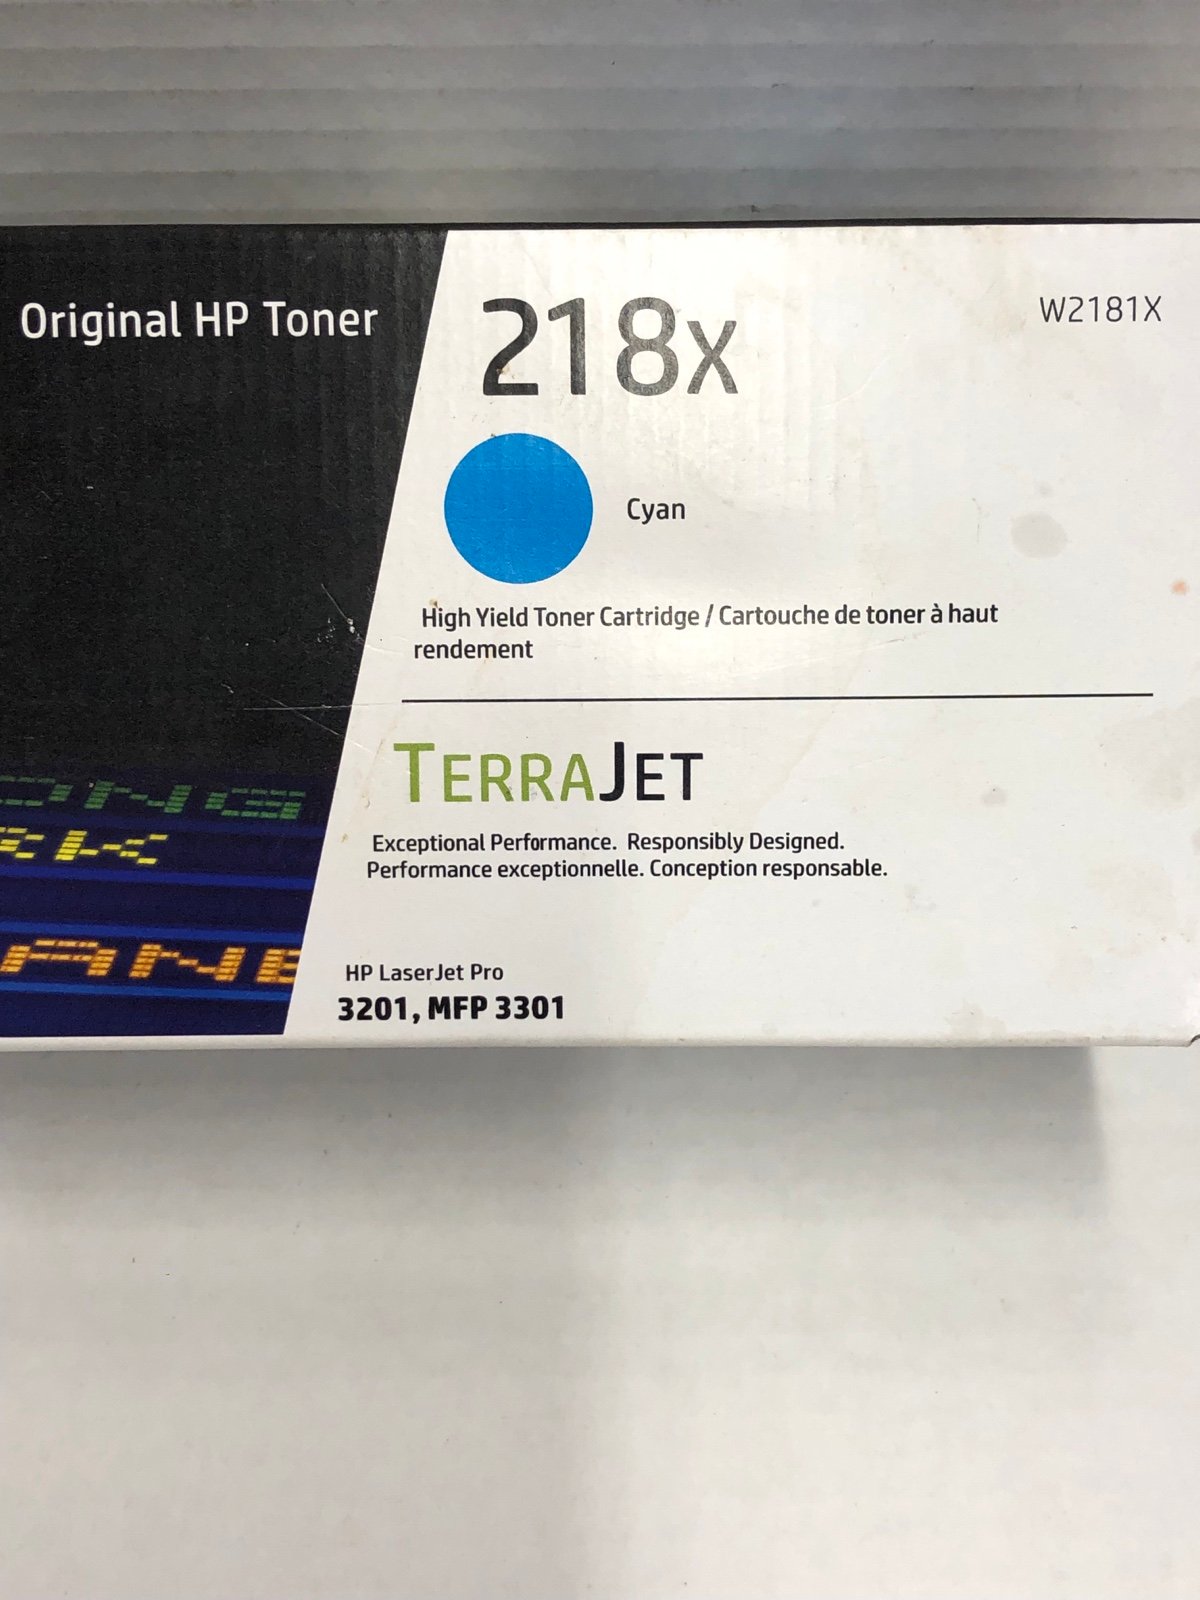 Original HP Toner
218X
W2181X
Cyan
High Yield Toner Cartridge / Cartouche de toner à haut
rendement
TERRAJET
Exceptional Performance. Responsibly Designed.
Performance exceptionnelle. Conception responsable.
HP LaserJet Pro
3201, MFP 3301